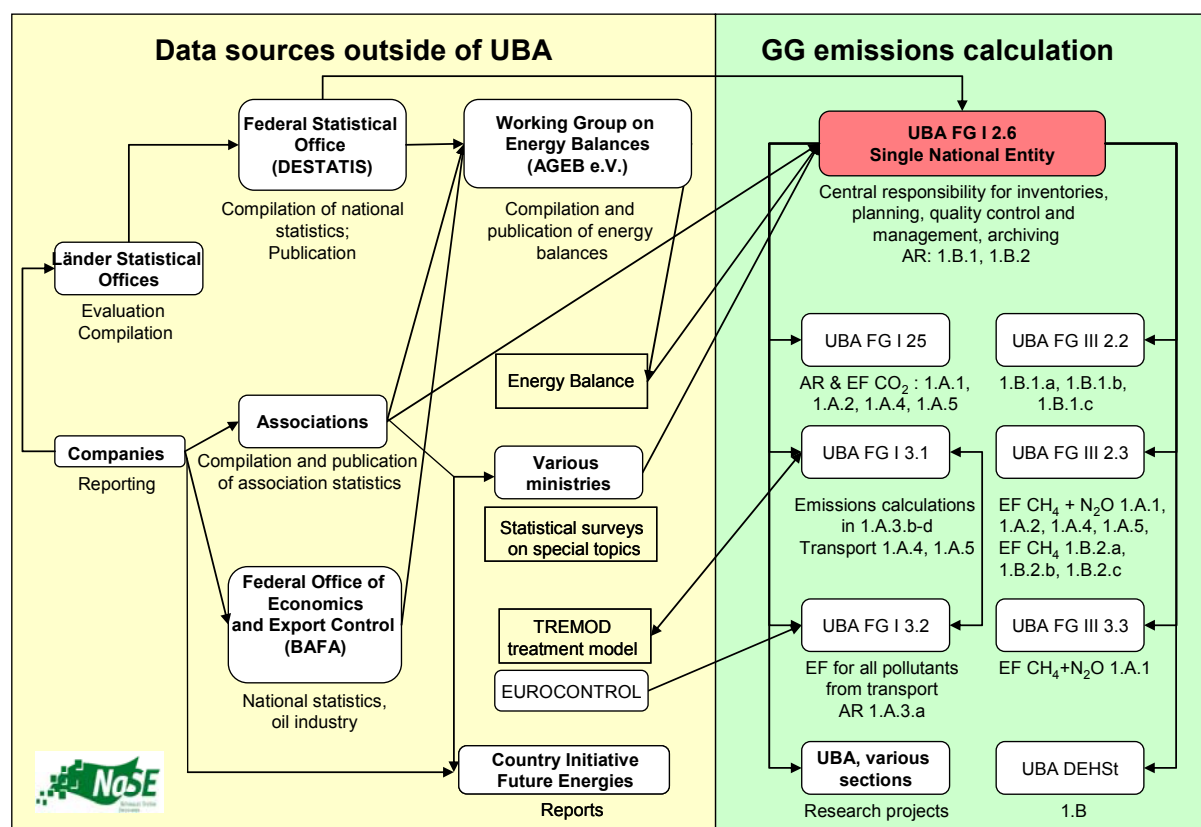 Data sources outside of UBA
GG emissions calculation
Federal Statistical
Office
(DESTATIS)
Compilation of national
statistics;
Publication
Working Group on
Energy Balances
(AGEB e.V.)
Compilation and
publication of energy
balances
Länder Statistical
Offices
Evaluation
Compilation
Energy Balance
Associations
Compilation and publication
of association statistics
Companies
Reporting
Various
ministries
Statistical surveys
on special topics
Federal Office of
Economics
and Export Control
(BAFA)
National statistics,
oil industry
TREMOD
treatment model
EUROCONTROL
Country Initiative
Future Energies
Reports
NaSE
UBA FG I 2.6
Single National Entity
Central responsibility for inventories,
planning, quality control and
management, archiving
AR: 1.B.1, 1.B.2
UBA FG I 25
AR & EF CO₂ : 1.A.1,
1.A.2, 1.A.4, 1.A.5
UBA FG III 2.2
1.B.1.a, 1.B.1.b,
1.B.1.c
UBA FG I 3.1
Emissions calculations
in 1.A.3.b-d
Transport 1.A.4, 1.A.5
UBA FG III 2.3
EF CH₄ + N₂O 1.A.1,
1.A.2, 1.A.4, 1.A.5,
EF CH₄ 1.B.2.a,
1.B.2.b, 1.B.2.c
UBA FG I 3.2
EF for all pollutants
from transport
AR 1.A.3.a
UBA FG III 3.3
EF CH₄+N₂O 1.A.1
UBA, various
sections
Research projects
UBA DEHSt
1.B